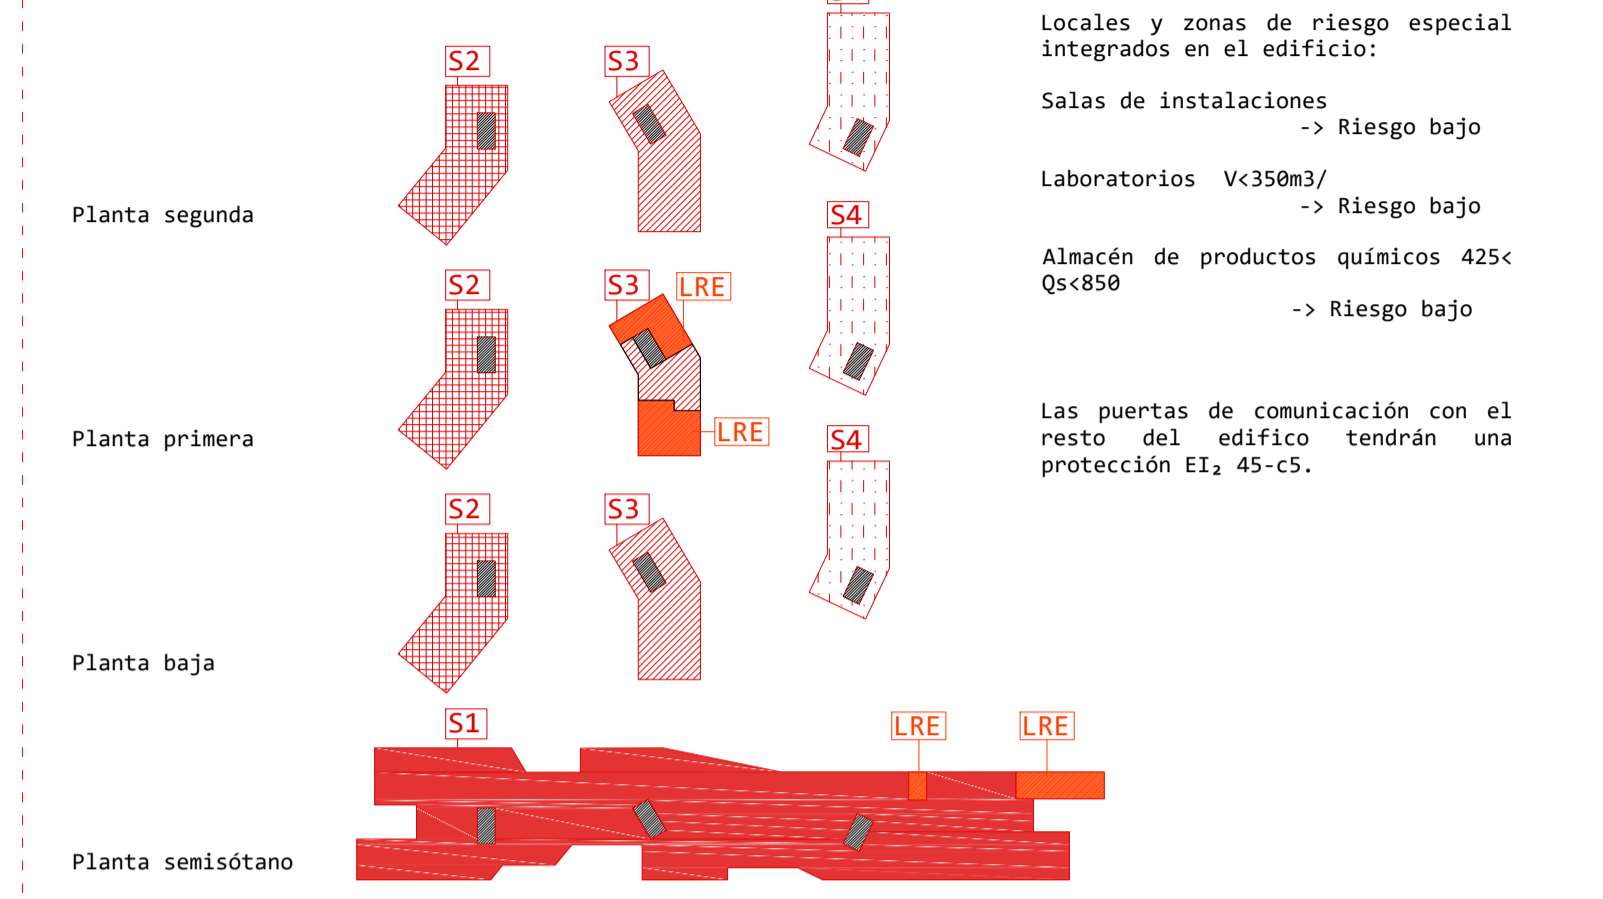 Locales y zonas de riesgo especial
integrados en el edificio:
Salas de instalaciones
-> Riesgo bajo
Laboratorios V<350m3/
-> Riesgo bajo
Almacén de productos químicos 425<
Qs<850
-> Riesgo bajo
Las puertas de comunicación con el
resto del edifico tendrán una
protección EI₂ 45-c5.
S2
S3
Planta segunda
S4
S2
S3
LRE
LRE
Planta primera
S4
S2
S3
Planta baja
S1
LRE
LRE
Planta semisótano